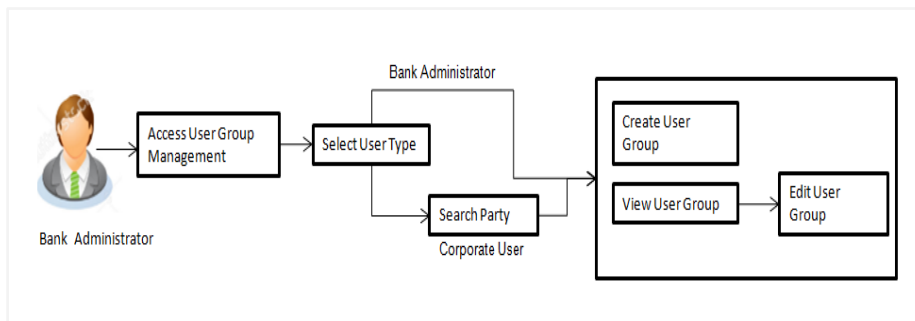 Bank Administrator
Access User Group
Management
Select User Type
Bank Administrator
Search Party
Corporate User
Create User
Group
View User Group
Edit User
Group